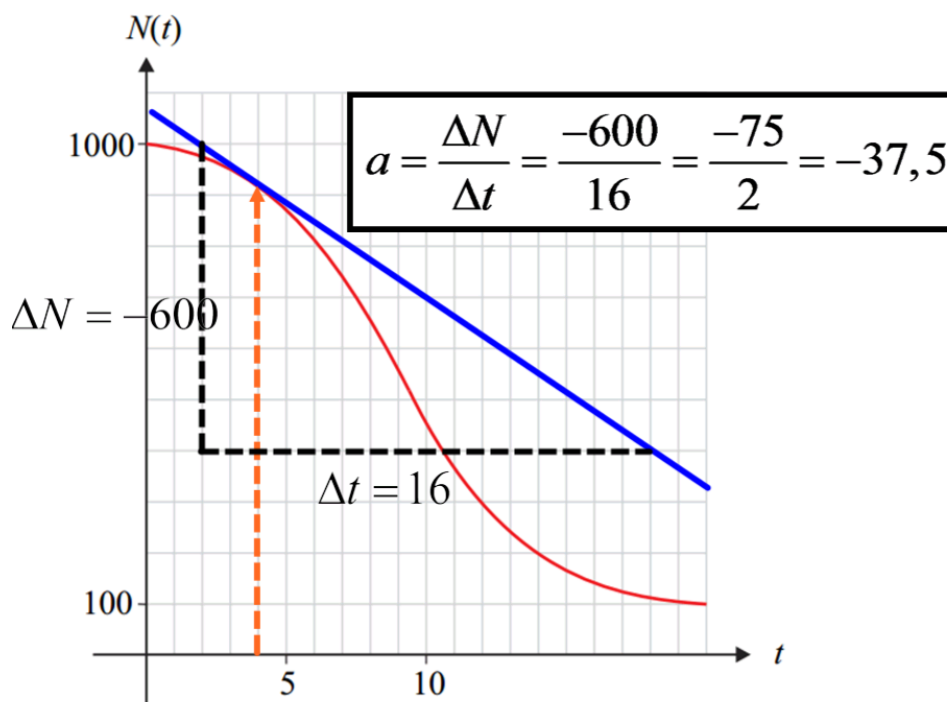 N(t)
1000
a = ΔN/Δt = −600/16 = −75/2 = −37,5
ΔN = −600
Δt = 16
100
t
5
10